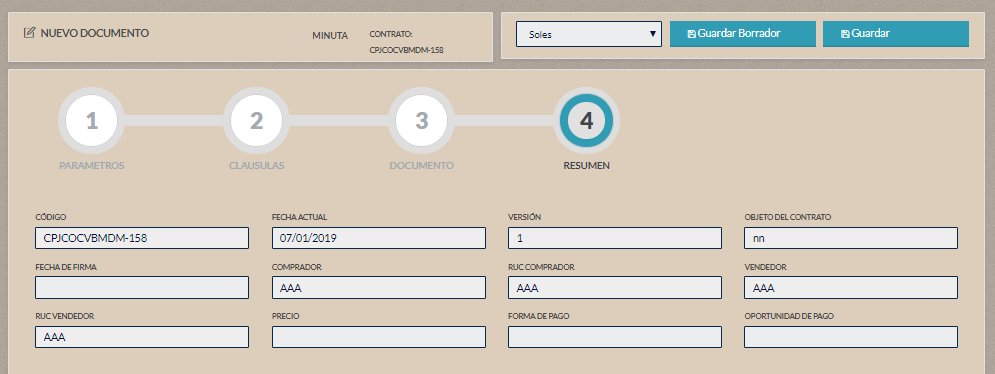 NUEVO DOCUMENTO
MINUTA
CONTRATO:
CPJCOCVBMDM-158
Soles
Guardar Borrador
Guardar
1
2
3
4
PARAMETROS
CLAUSULAS
DOCUMENTO
RESUMEN
CÓDIGO
FECHA ACTUAL
VERSIÓN
OBJETO DEL CONTRATO
CPJCOCVBMDM-158
07/01/2019
1
nn
FECHA DE FIRMA
COMPRADOR
RUC COMPRADOR
VENDEDOR
AAA
AAA
AAA
RUC VENDEDOR
PRECIO
FORMA DE PAGO
OPORTUNIDAD DE PAGO
AAA